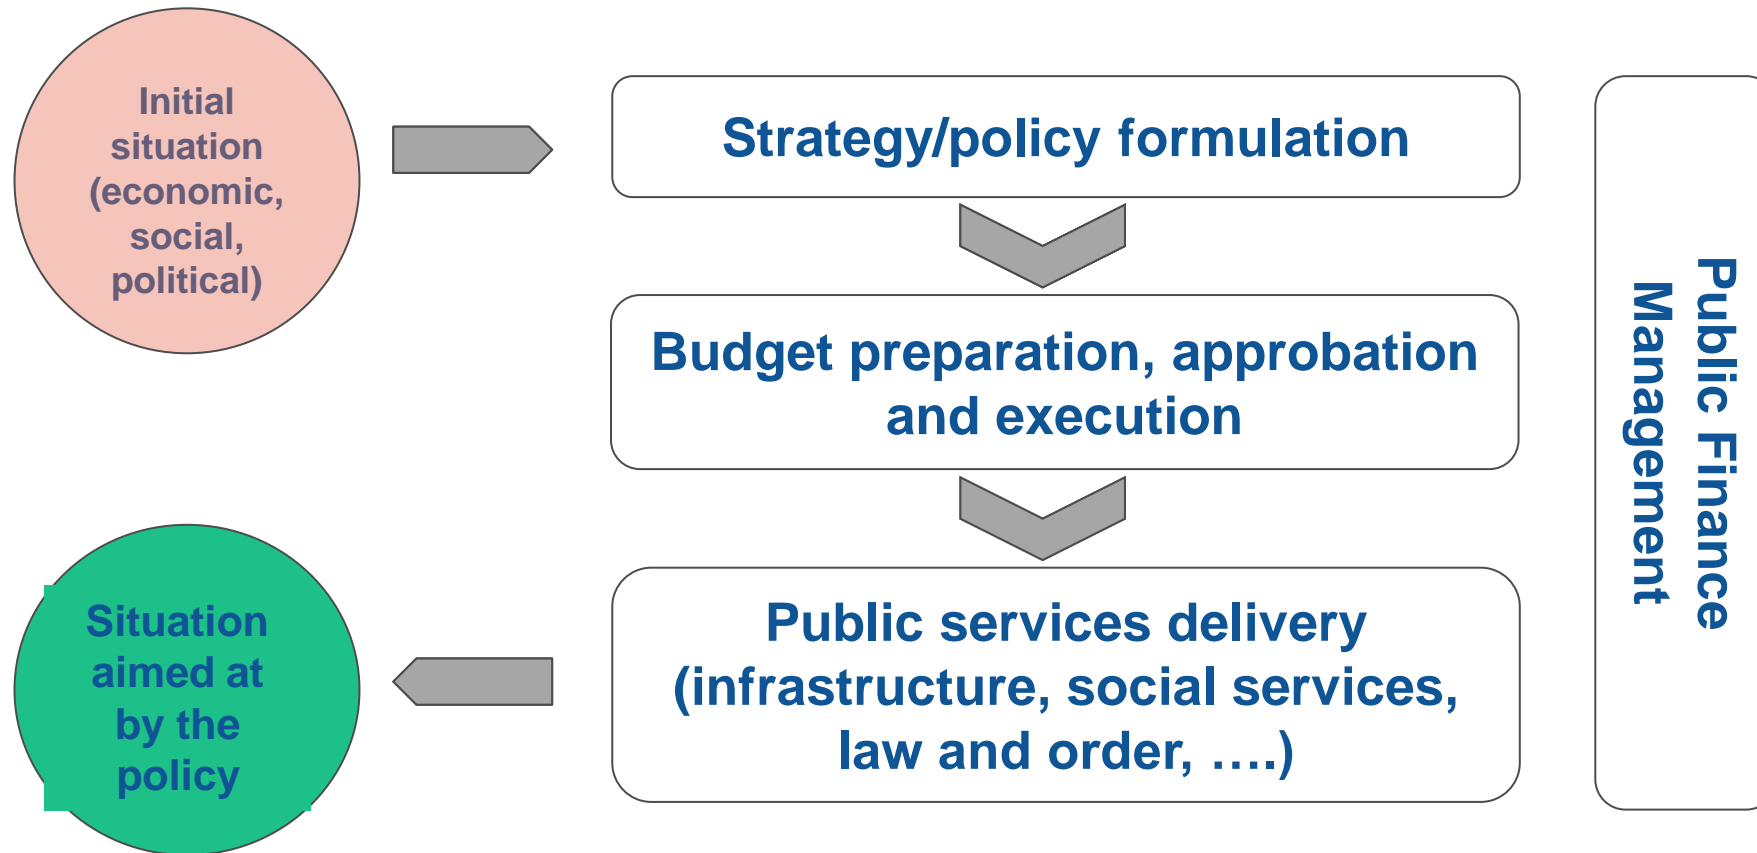 Initial
situation
(economic,
social,
political)
Strategy/policy formulation
Budget preparation, approbation
and execution
Public services delivery
(infrastructure, social services,
law and order, ....)
Situation
aimed at
by the
policy
Public Finance
Management